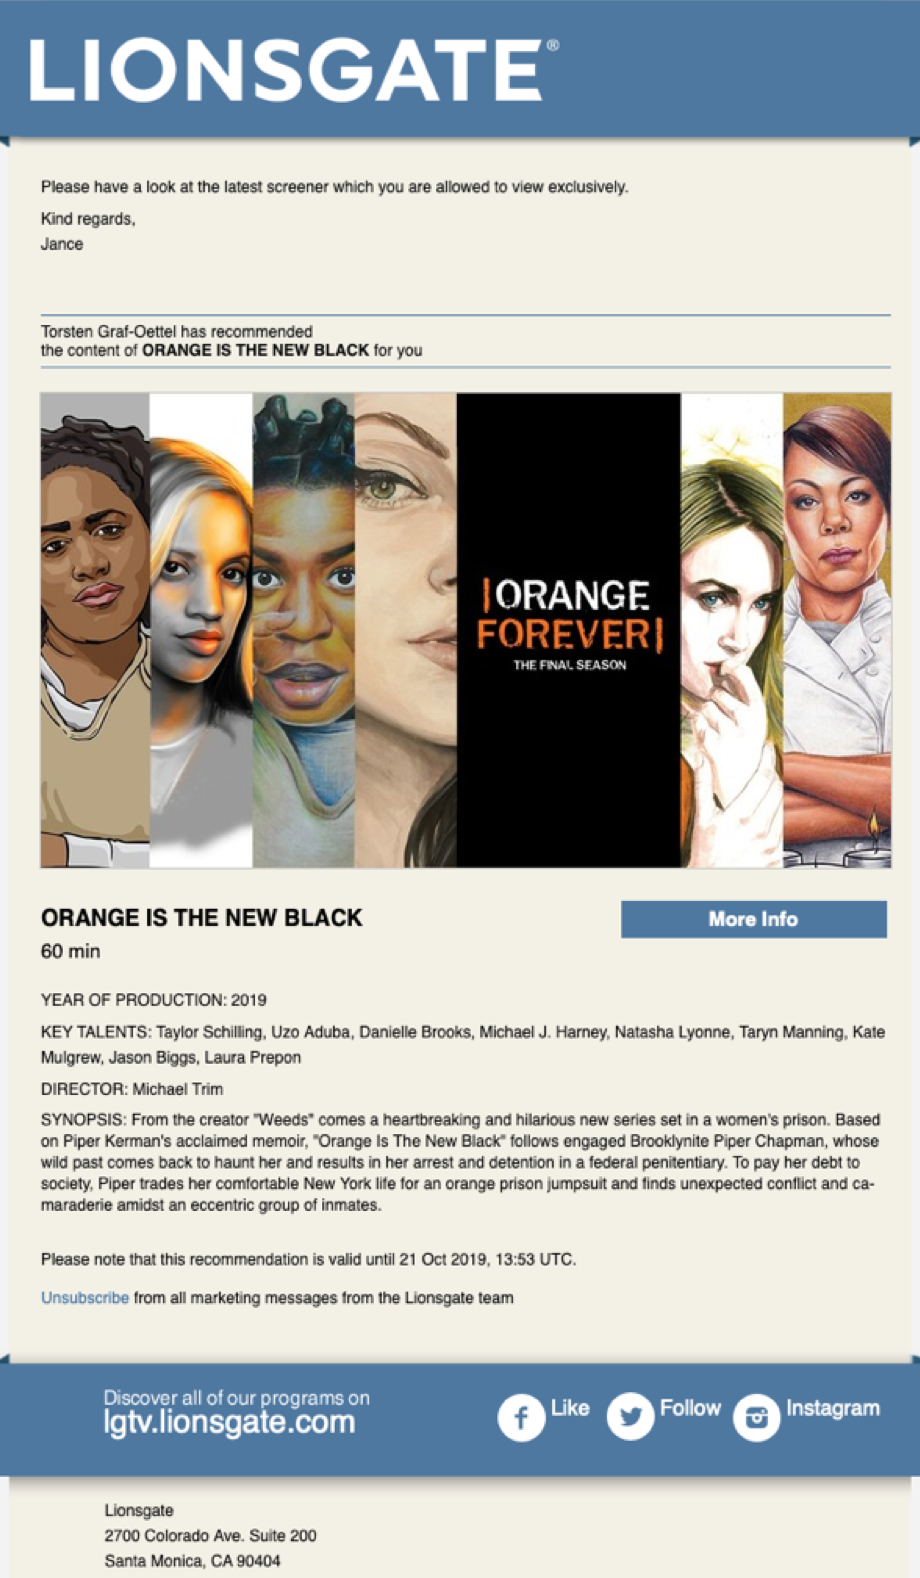 LIONSGATE®
Please have a look at the latest screener which you are allowed to view exclusively.
Kind regards,
Jance
Torsten Graf-Oettel has recommended
the content of ORANGE IS THE NEW BLACK for you
ORANGE
FOREVER
THE FINAL SEASON
ORANGE IS THE NEW BLACK
More Info
60 min
YEAR OF PRODUCTION: 2019
KEY TALENTS: Taylor Schilling, Uzo Aduba, Danielle Brooks, Michael J. Harney, Natasha Lyonne, Taryn Manning, Kate
Mulgrew, Jason Biggs, Laura Prepon
DIRECTOR: Michael Trim
SYNOPSIS: From the creator "Weeds" comes a heartbreaking and hilarious new series set in a women's prison. Based
on Piper Kerman's acclaimed memoir, "Orange Is The New Black" follows engaged Brooklynite Piper Chapman, whose
wild past comes back to haunt her and results in her arrest and detention in a federal penitentiary. To pay her debt to
society, Piper trades her comfortable New York life for an orange prison jumpsuit and finds unexpected conflict and ca-
maraderie amidst an eccentric group of inmates.
Please note that this recommendation is valid until 21 Oct 2019, 13:53 UTC.
Unsubscribe from all marketing messages from the Lionsgate team
Discover all of our programs on
lgtv.lionsgate.com
Like
Follow
Instagram
Lionsgate
2700 Colorado Ave. Suite 200
Santa Monica, CA 90404